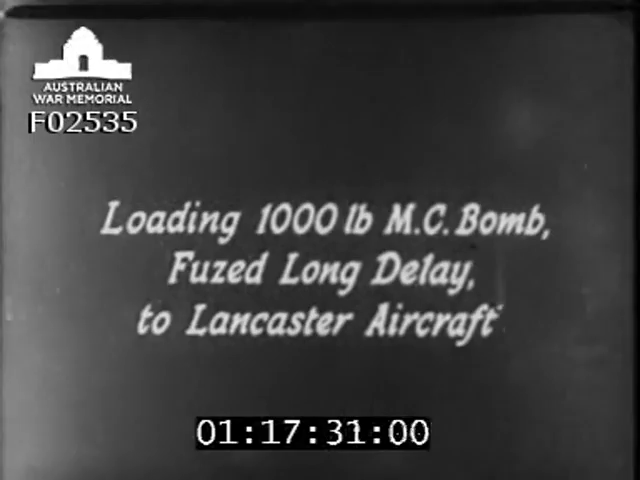 AUSTRALIAN
WAR MEMORIAL
F02535
Loading 1000 lb M.C. Bomb,
Fuzed Long Delay,
to Lancaster Aircraft
01:17:31:00